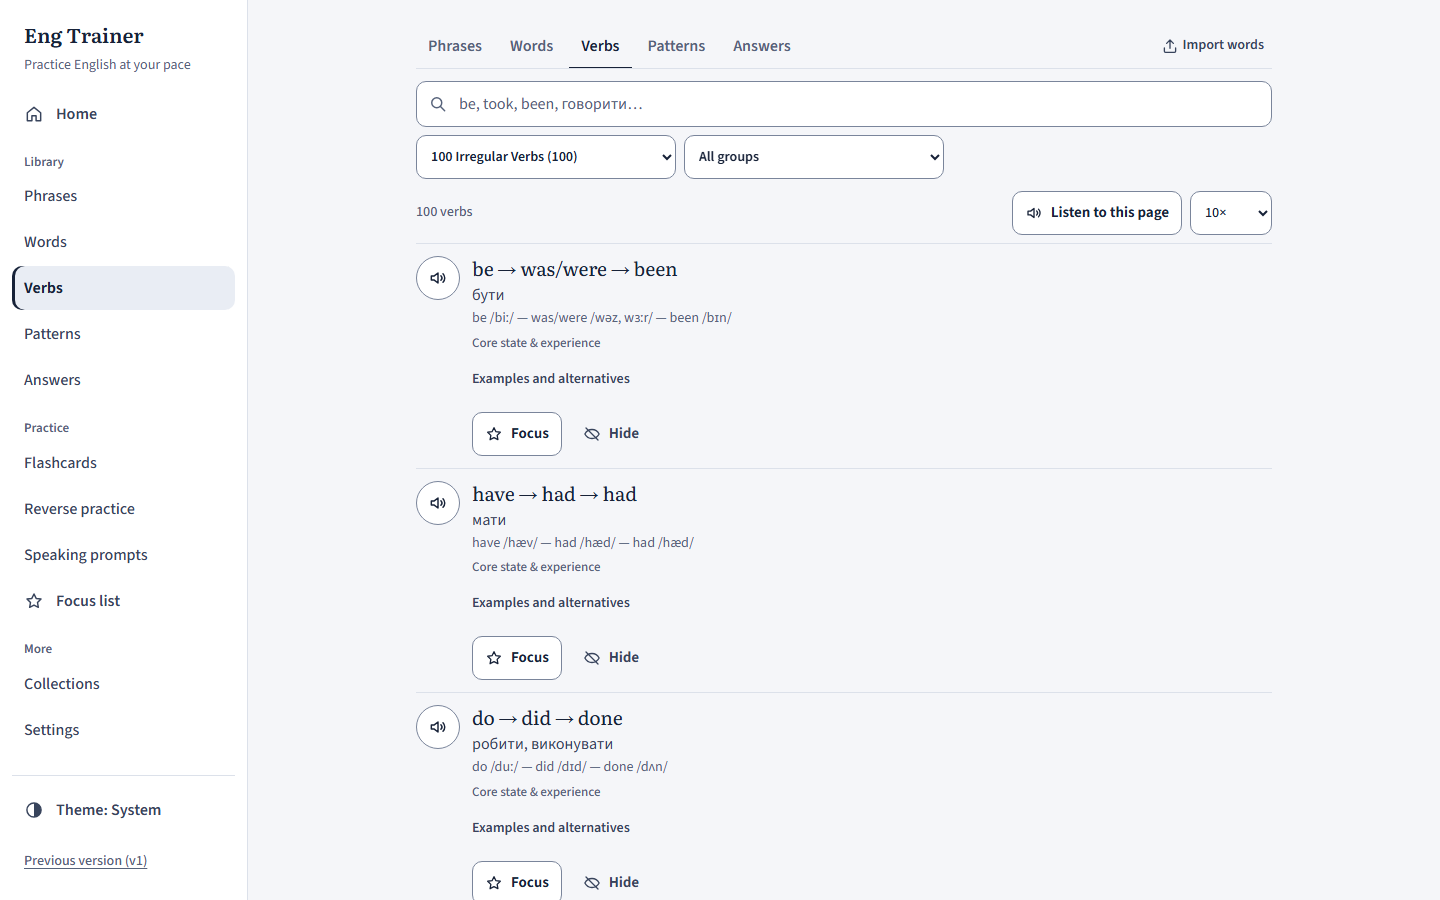 Eng Trainer
Practice English at your pace
Home
Library
Phrases
Words
Verbs
Patterns
Answers
Practice
Flashcards
Reverse practice
Speaking prompts
Focus list
More
Collections
Settings
Theme: System
Previous version (v1)
Phrases Words Verbs Patterns Answers Import words
be, took, been, говорити…
100 Irregular Verbs (100) All groups
100 verbs Listen to this page 10×
be → was/were → been
бути
be /biː/ — was/were /wəz, wɜːr/ — been /bɪn/
Core state & experience
Examples and alternatives
Focus Hide
have → had → had
мати
have /hæv/ — had /hæd/ — had /hæd/
Core state & experience
Examples and alternatives
Focus Hide
do → did → done
робити, виконувати
do /duː/ — did /dɪd/ — done /dʌn/
Core state & experience
Examples and alternatives
Focus Hide